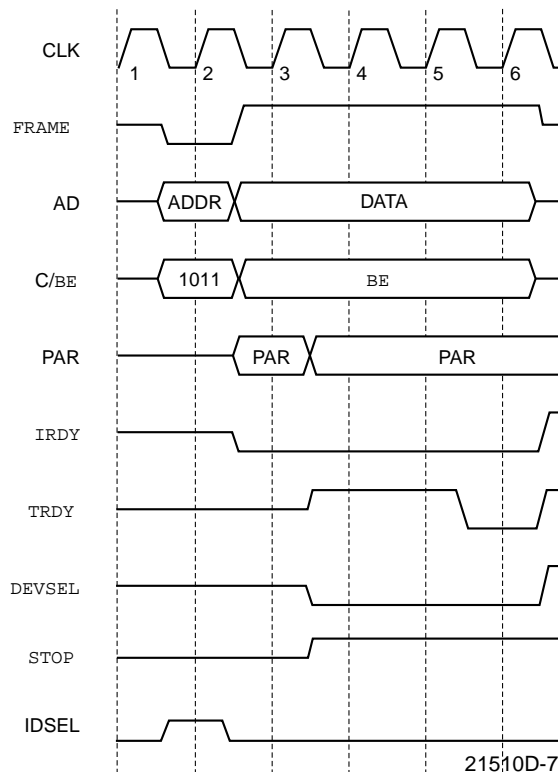 CLK
1 2 3 4 5 6
FRAME
AD ADDR DATA
C/BE 1011 BE
PAR PAR PAR
IRDY
TRDY
DEVSEL
STOP
IDSEL
21510D-7